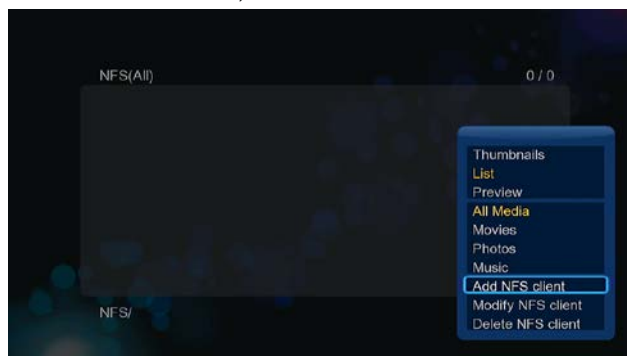 NFS(All)
0 / 0
Thumbnails
List
Preview
All Media
Movies
Photos
Music
Add NFS client
Modify NFS client
Delete NFS client
NFS/